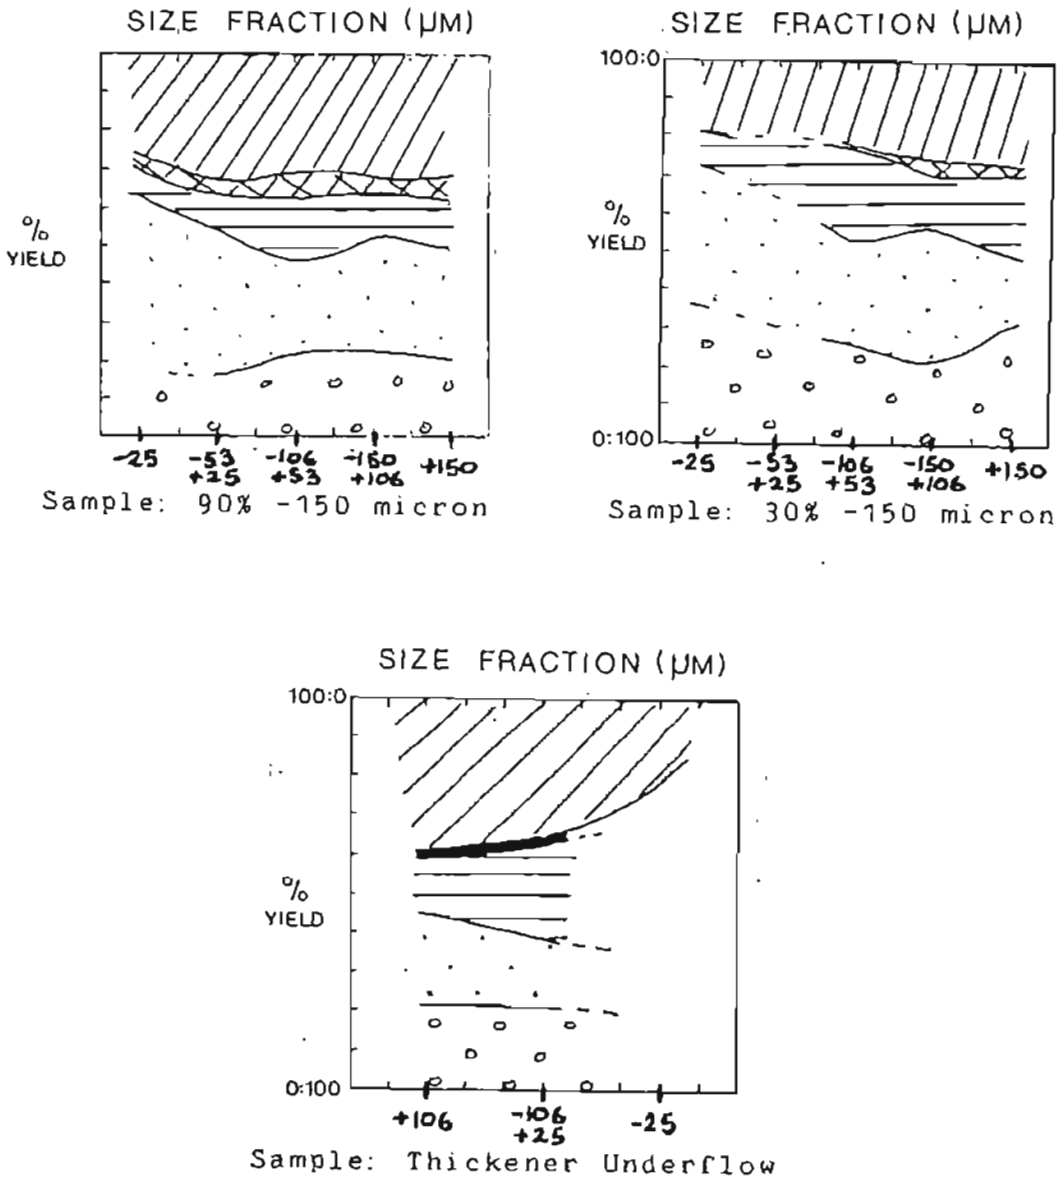 SIZE FRACTION (µM)
% YIELD
-25 -53 +25 -106 +53 -150 +106 +150
Sample: 90% -150 micron
SIZE FRACTION (µM)
100:0
% YIELD
0:100
-25 -53 +25 -106 +53 -150 +106 +150
Sample: 30% -150 micron
SIZE FRACTION (µM)
100:0
% YIELD
0:100
+106 -106 +25 -25
Sample: Thickener Underflow